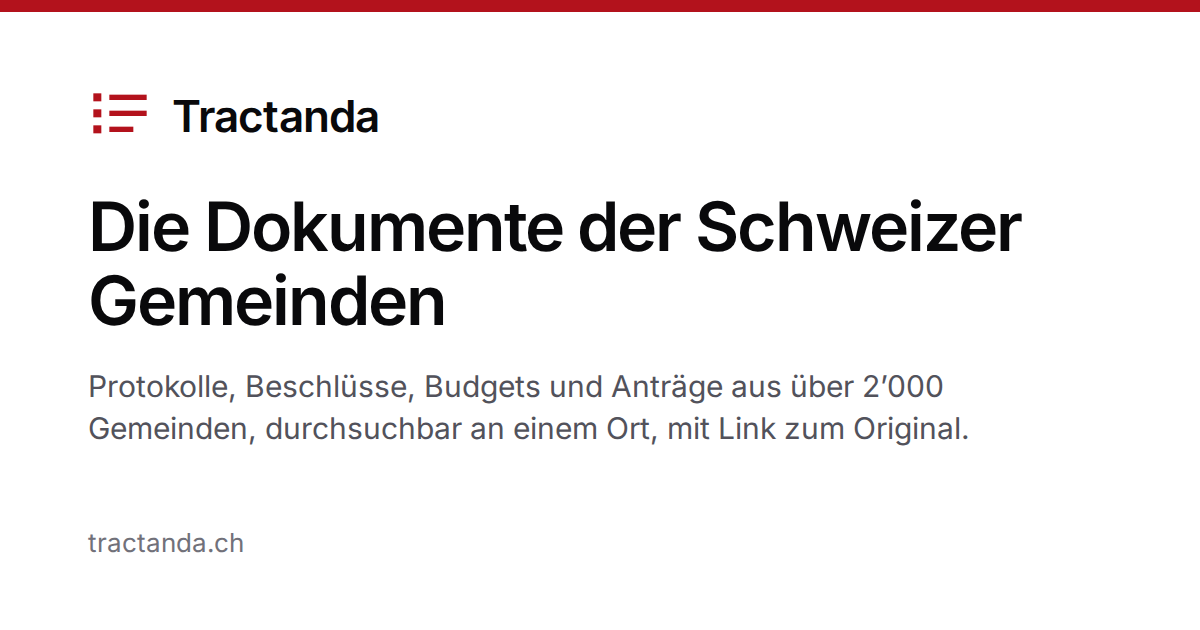 Tractanda
Die Dokumente der Schweizer
Gemeinden
Protokolle, Beschlüsse, Budgets und Anträge aus über 2’000
Gemeinden, durchsuchbar an einem Ort, mit Link zum Original.
tractanda.ch